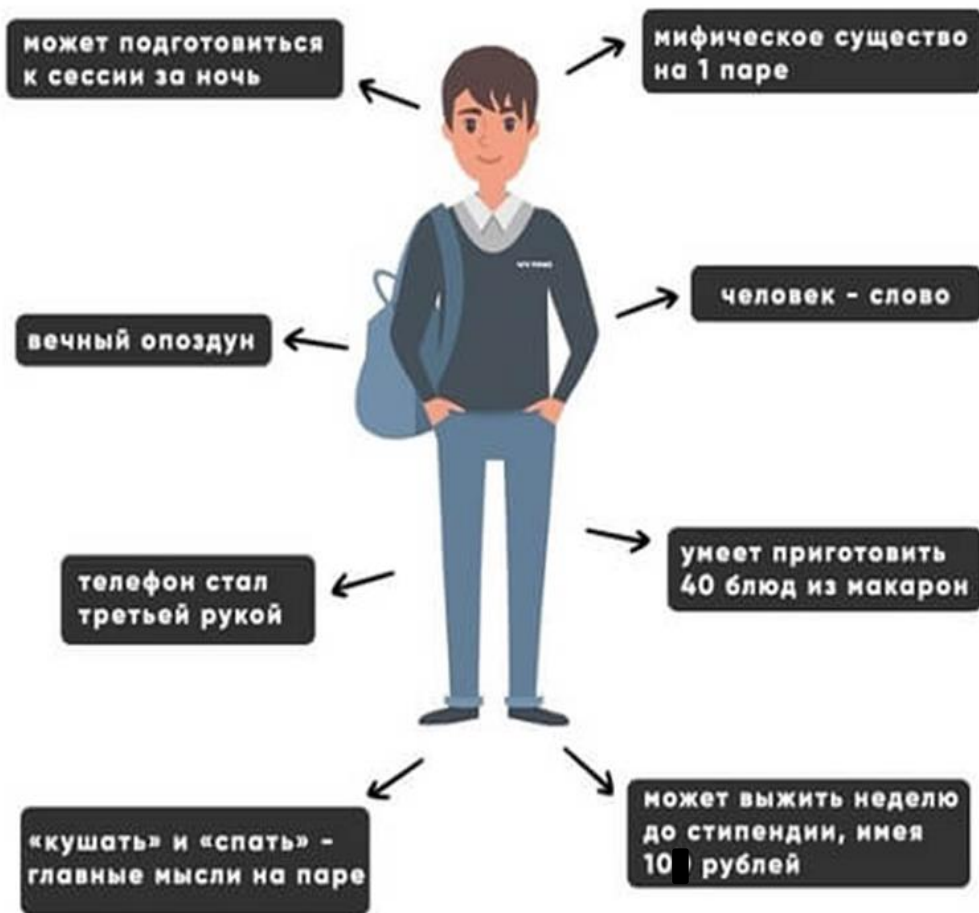 может подготовиться
к сессии за ночь
мифическое существо
на 1 паре
вечный опоздун
человек - слово
телефон стал
третьей рукой
умеет приготовить
40 блюд из макарон
«кушать» и «спать» -
главные мысли на паре
может выжить неделю
до стипендии, имея
рублей